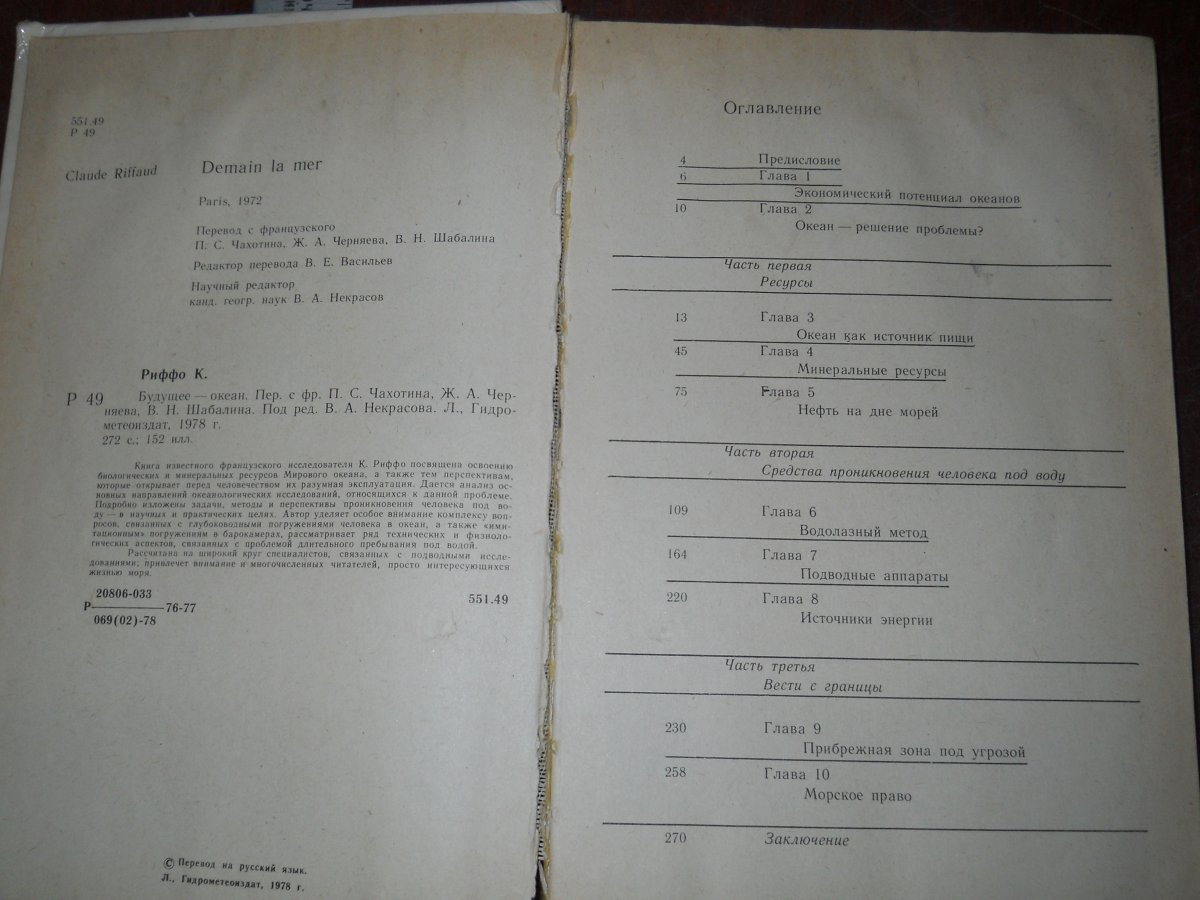 551.49
Р 49
Claude Riffaud
Demain la mer
Paris, 1972
Перевод с французского
П. С. Чахотина, Ж. А. Черняева, В. Н. Шабалина
Редактор перевода В. Е. Васильев
Научный редактор
канд. геогр. наук В. А. Некрасов
Риффо К.
Р 49 Будущее — океан. Пер. с фр. П. С. Чахотина, Ж. А. Чер-
няева, В. Н. Шабалина. Под ред. В. А. Некрасова. Л., Гидро-
метеоиздат, 1978 г.
272 с.; 152 илл.
Книга известного французского исследователя К. Риффо посвящена освоению
биологических и минеральных ресурсов Мирового океана, а также тем перспективам,
которые открывает перед человечеством их разумная эксплуатация. Дается анализ ос-
новных направлений океанологических исследований, относящихся к данной проблеме.
Подробно изложены задачи, методы и перспективы проникновения человека под во-
ду — в научных и практических целях. Автор уделяет особое внимание комплексу воп-
росов, связанных с глубоководными погружениями человека в океан, а также «ими-
тационным» погружениям в барокамерах, рассматривает ряд технических и физиоло-
гических аспектов, связанных с проблемой длительного пребывания под водой.
Рассчитана на широкий круг специалистов, связанных с подводными иссле-
дованиями; привлечет внимание и многочисленных читателей, просто интересующихся
жизнью моря.
20806-033
Р————76-77
069(02)-78
551.49
© Перевод на русский язык.
Л., Гидрометеоиздат, 1978 г.
Оглавление
4 Предисловие
6 Глава 1
Экономический потенциал океанов
10 Глава 2
Океан — решение проблемы?
Часть первая
Ресурсы
13 Глава 3
Океан как источник пищи
45 Глава 4
Минеральные ресурсы
75 Глава 5
Нефть на дне морей
Часть вторая
Средства проникновения человека под воду
109 Глава 6
Водолазный метод
164 Глава 7
Подводные аппараты
220 Глава 8
Источники энергии
Часть третья
Вести с границы
230 Глава 9
Прибрежная зона под угрозой
258 Глава 10
Морское право
270 Заключение